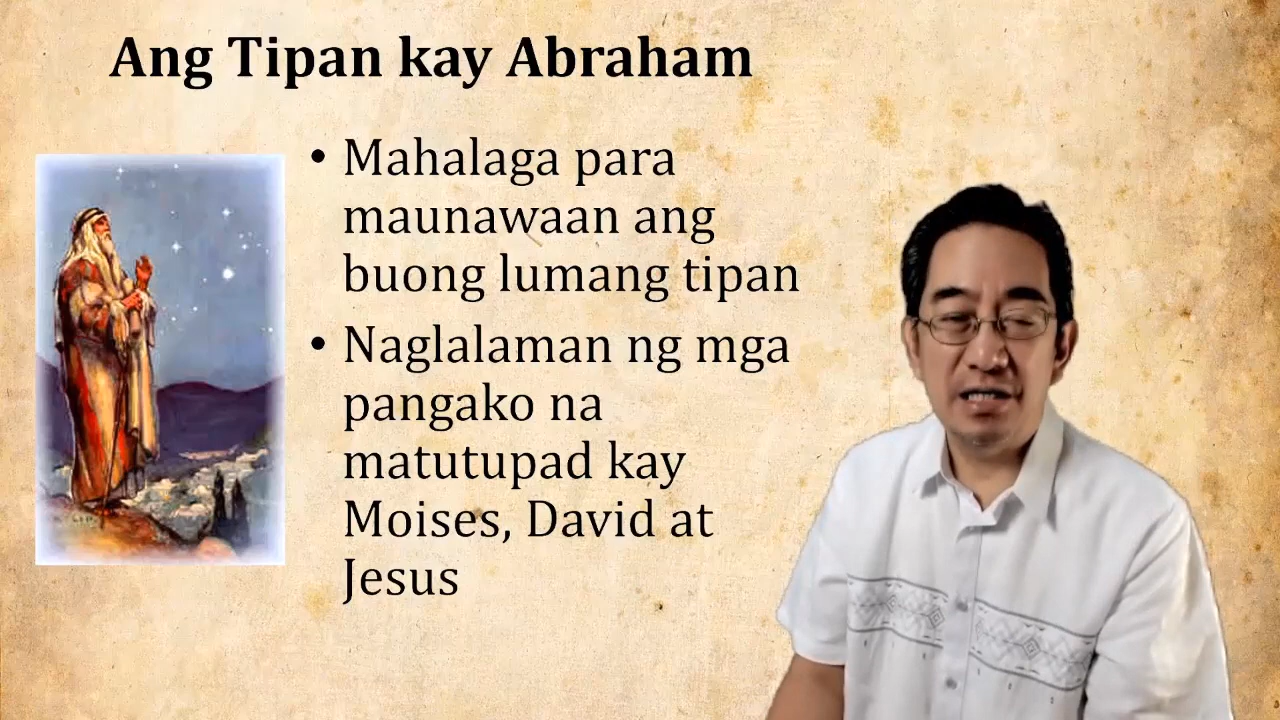 Ang Tipan kay Abraham
• Mahalaga para
maunawaan ang
buong lumang tipan
• Naglalaman ng mga
pangako na
matutupad kay
Moises, David at
Jesus